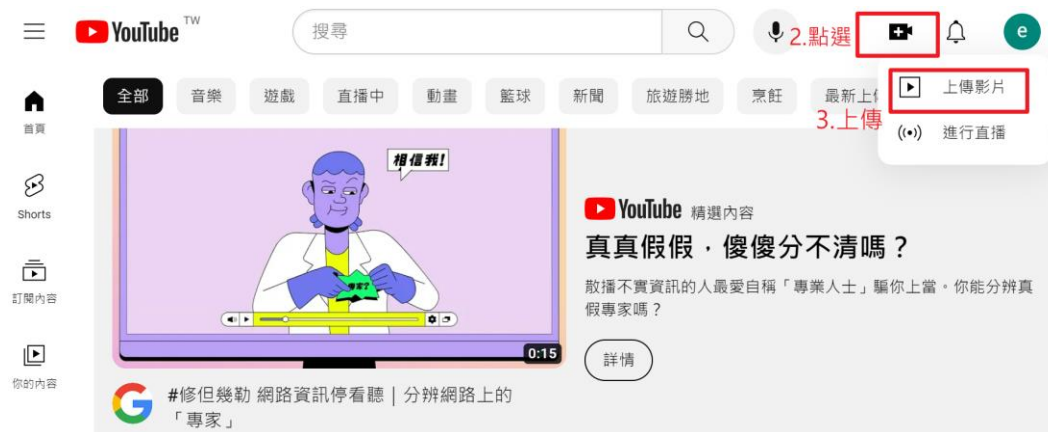 YouTube TW
搜尋
2.點選
e
全部 音樂 遊戲 直播中 動畫 籃球 新聞 旅遊勝地 烹飪 最新上
上傳影片
3.上傳
進行直播
首頁
Shorts
訂閱內容
你的內容
相信我!
專家?
0:15
YouTube 精選內容
真真假假,傻傻分不清嗎?
散播不實資訊的人最愛自稱「專業人士」騙你上當。你能分辨真
假專家嗎?
詳情
#修但幾勒 網路資訊停看聽 | 分辨網路上的
「專家」